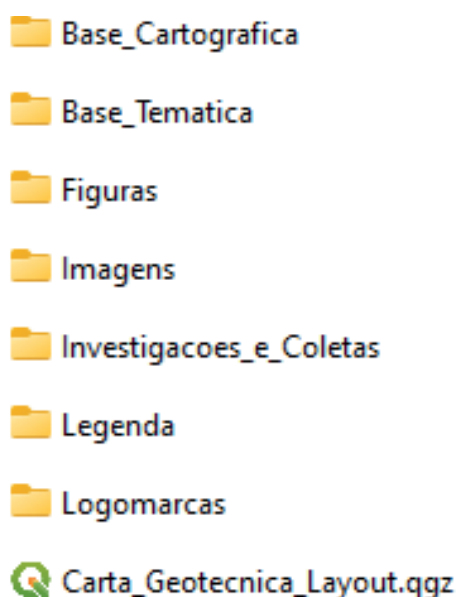 Base_Cartografica
Base_Tematica
Figuras
Imagens
Investigacoes_e_Coletas
Legenda
Logomarcas
Carta_Geotecnica_Layout.qgz